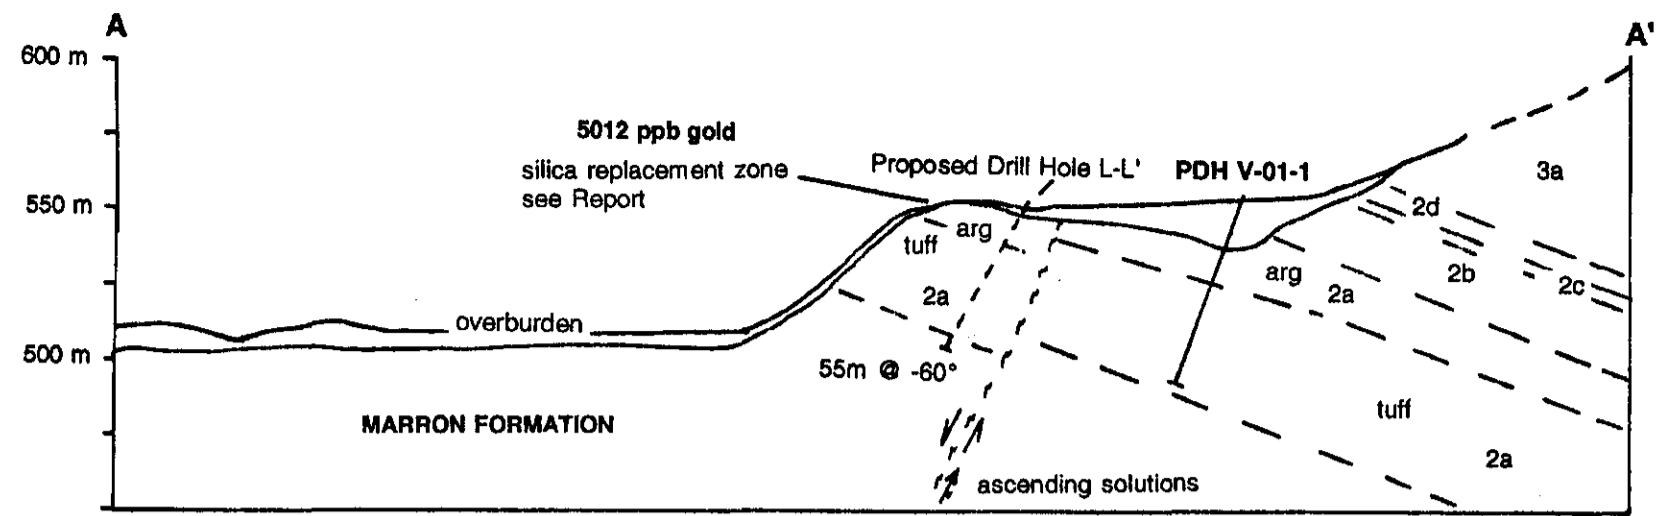 A
A'
600 m
5012 ppb gold
silica replacement zone
see Report
Proposed Drill Hole L-L'
PDH V-01-1
3a
550 m
2d
tuff
arg
arg
2b
2c
2a
2a
overburden
500 m
55m @ -60°
MARRON FORMATION
tuff
2a
ascending solutions